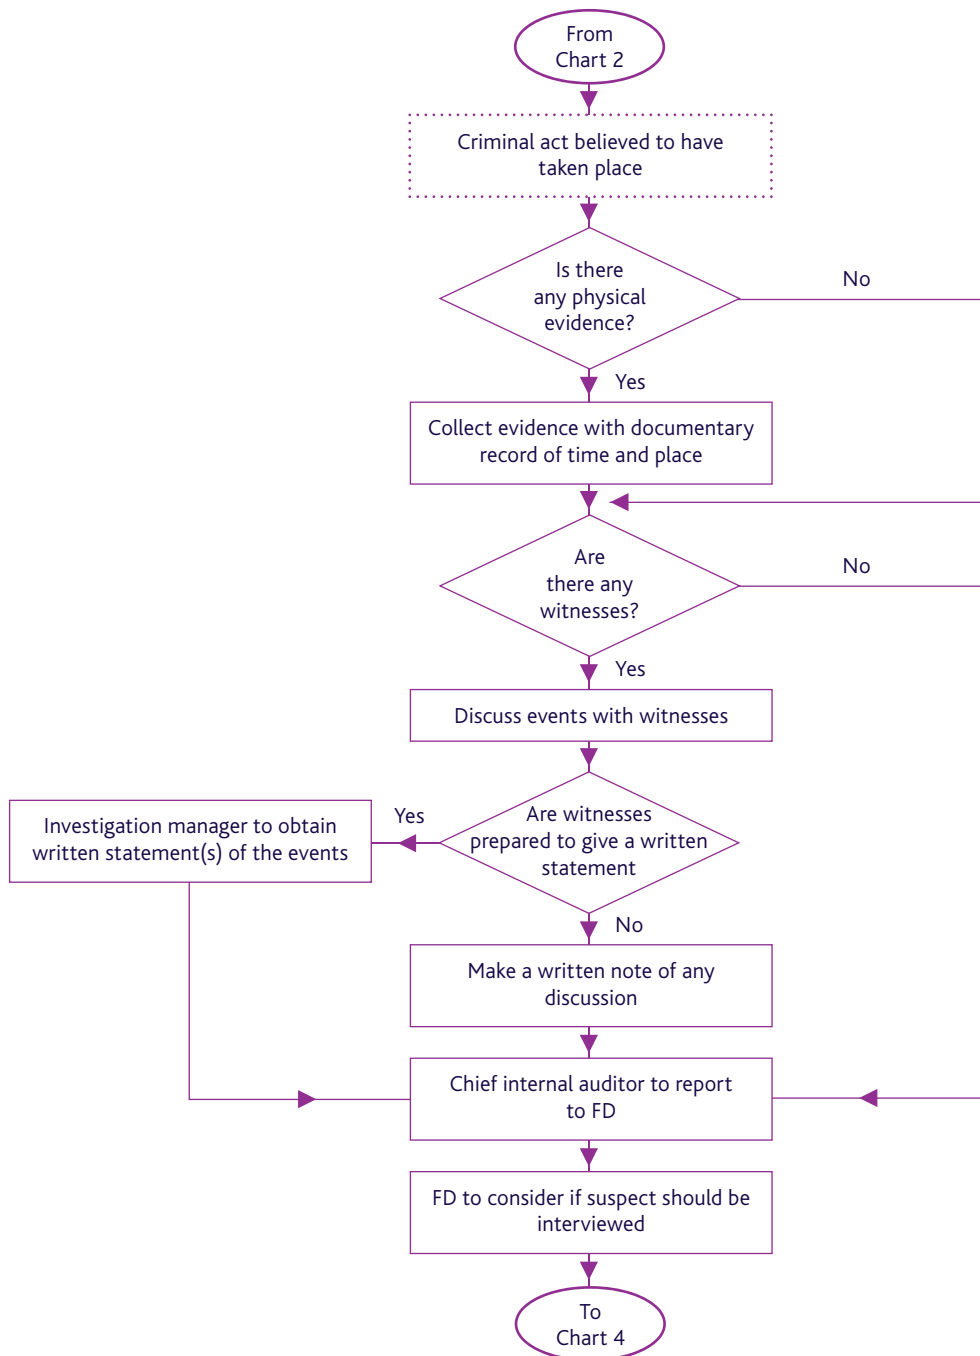 From
Chart 2
Criminal act believed to have
taken place
Is there
any physical
evidence?
No
Yes
Collect evidence with documentary
record of time and place
Are
there any
witnesses?
No
Yes
Discuss events with witnesses
Are witnesses
prepared to give a written
statement
Yes
Investigation manager to obtain
written statement(s) of the events
No
Make a written note of any
discussion
Chief internal auditor to report
to FD
FD to consider if suspect should be
interviewed
To
Chart 4